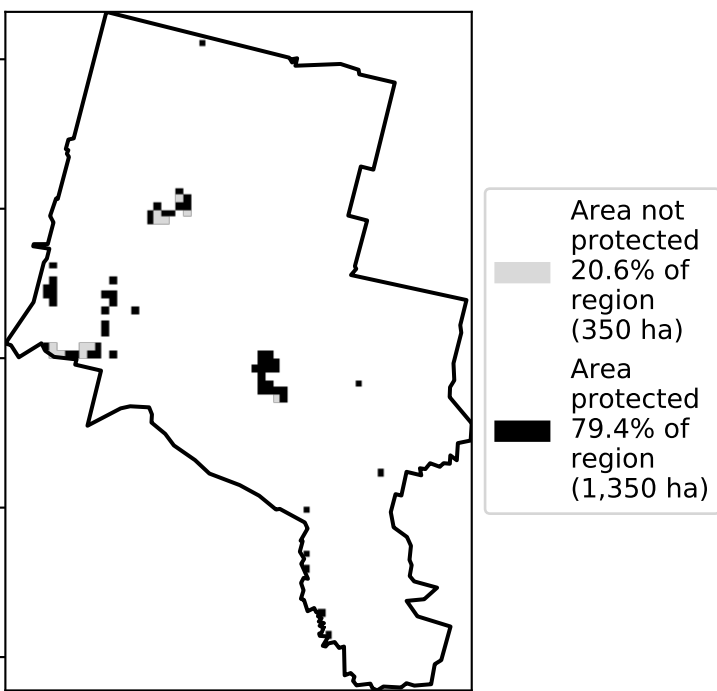 Area not
protected
20.6% of
region
(350 ha)
Area
protected
79.4% of
region
(1,350 ha)